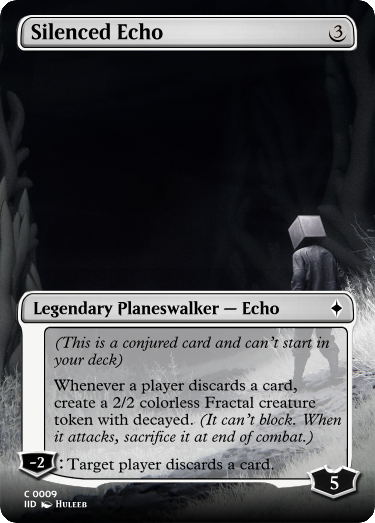 Silenced Echo 3
Legendary Planeswalker — Echo
(This is a conjured card and can't start in
your deck)
Whenever a player discards a card,
create a 2/2 colorless Fractal creature
token with decayed. (It can't block. When
it attacks, sacrifice it at end of combat.)
-2 : Target player discards a card.
5
C 0009
IID Huleeb